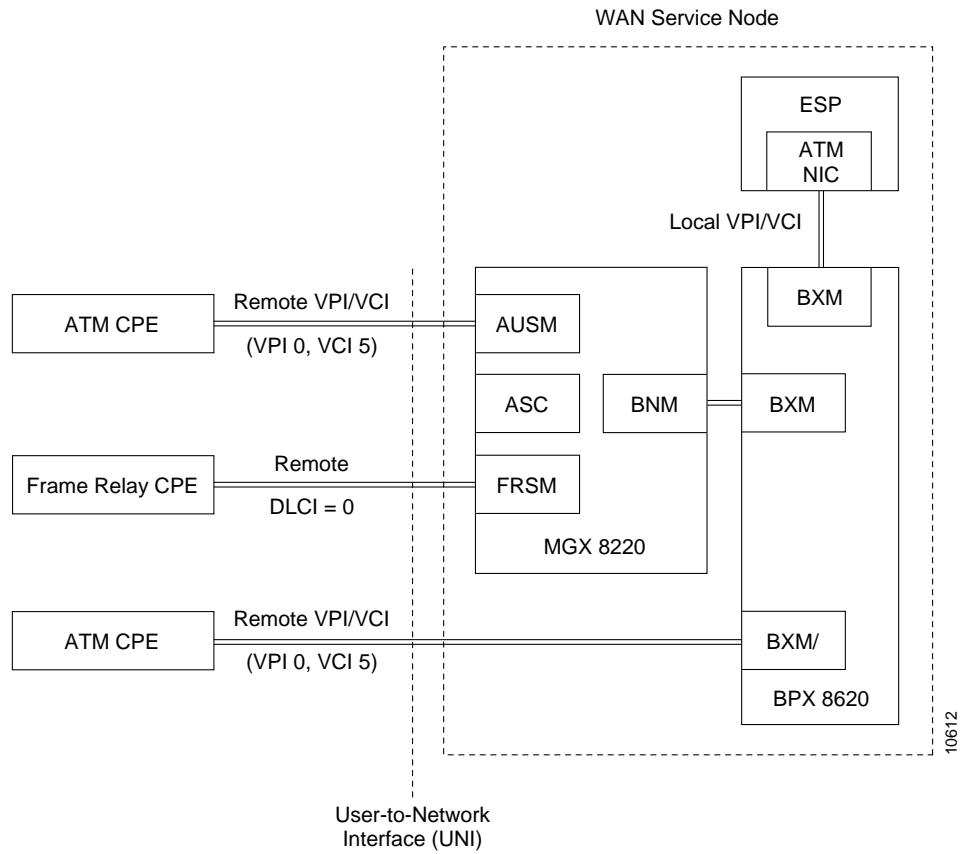 WAN Service Node
ESP
ATM
NIC
Local VPI/VCI
BXM
ATM CPE
Remote VPI/VCI
(VPI 0, VCI 5)
AUSM
ASC
BNM
BXM
Frame Relay CPE
Remote
DLCI = 0
FRSM
MGX 8220
ATM CPE
Remote VPI/VCI
(VPI 0, VCI 5)
BXM/
BPX 8620
10612
User-to-Network
Interface (UNI)